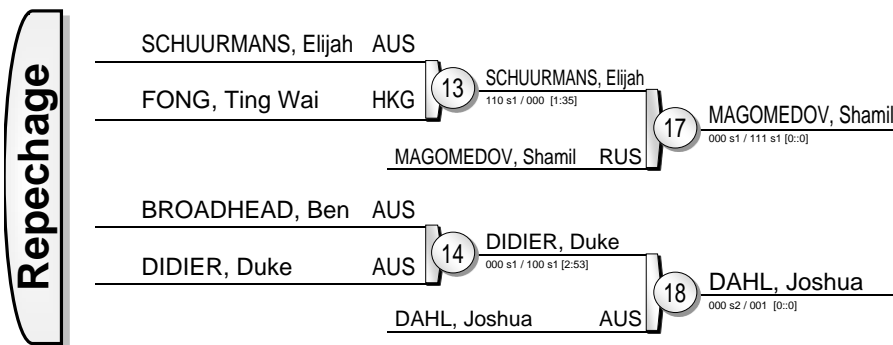 Repechage
SCHUURMANS, Elijah AUS
FONG, Ting Wai HKG
13
SCHUURMANS, Elijah
110 s1 / 000 [1:35]
MAGOMEDOV, Shamil RUS
17
MAGOMEDOV, Shamil
000 s1 / 111 s1 [0::0]
BROADHEAD, Ben AUS
DIDIER, Duke AUS
14
DIDIER, Duke
000 s1 / 100 s1 [2:53]
DAHL, Joshua AUS
18
DAHL, Joshua
000 s2 / 001 [0::0]